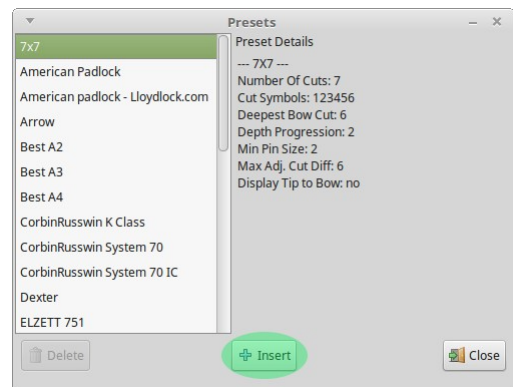 Presets
7x7
American Padlock
American padlock - Lloydlock.com
Arrow
Best A2
Best A3
Best A4
CorbinRusswin K Class
CorbinRusswin System 70
CorbinRusswin System 70 IC
Dexter
ELZETT 751
Preset Details
--- 7X7 ---
Number Of Cuts: 7
Cut Symbols: 123456
Deepest Bow Cut: 6
Depth Progression: 2
Min Pin Size: 2
Max Adj. Cut Diff: 6
Display Tip to Bow: no
Delete
Insert
Close